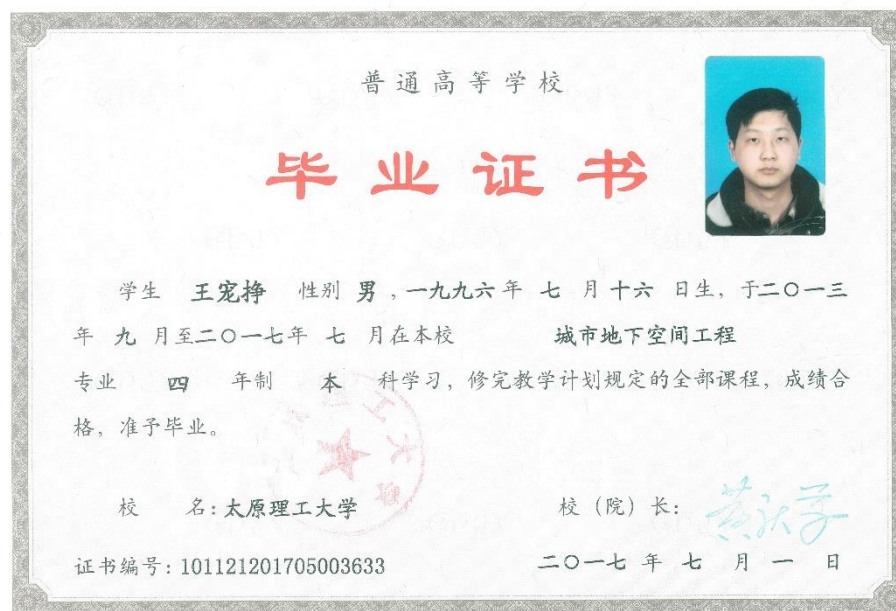 普通高等学校
毕业证书
学生 王宠挣 性别 男，一九九六年 七 月十六 日生，于二〇一三
年 九 月至二〇一七年 七 月在本校 城市地下空间工程
专业 四 年制 本 科学习，修完教学计划规定的全部课程，成绩合
格，准予毕业。
校 名：太原理工大学 校（院）长：
证书编号：101121201705003633 二〇一七 年 七 月 一 日